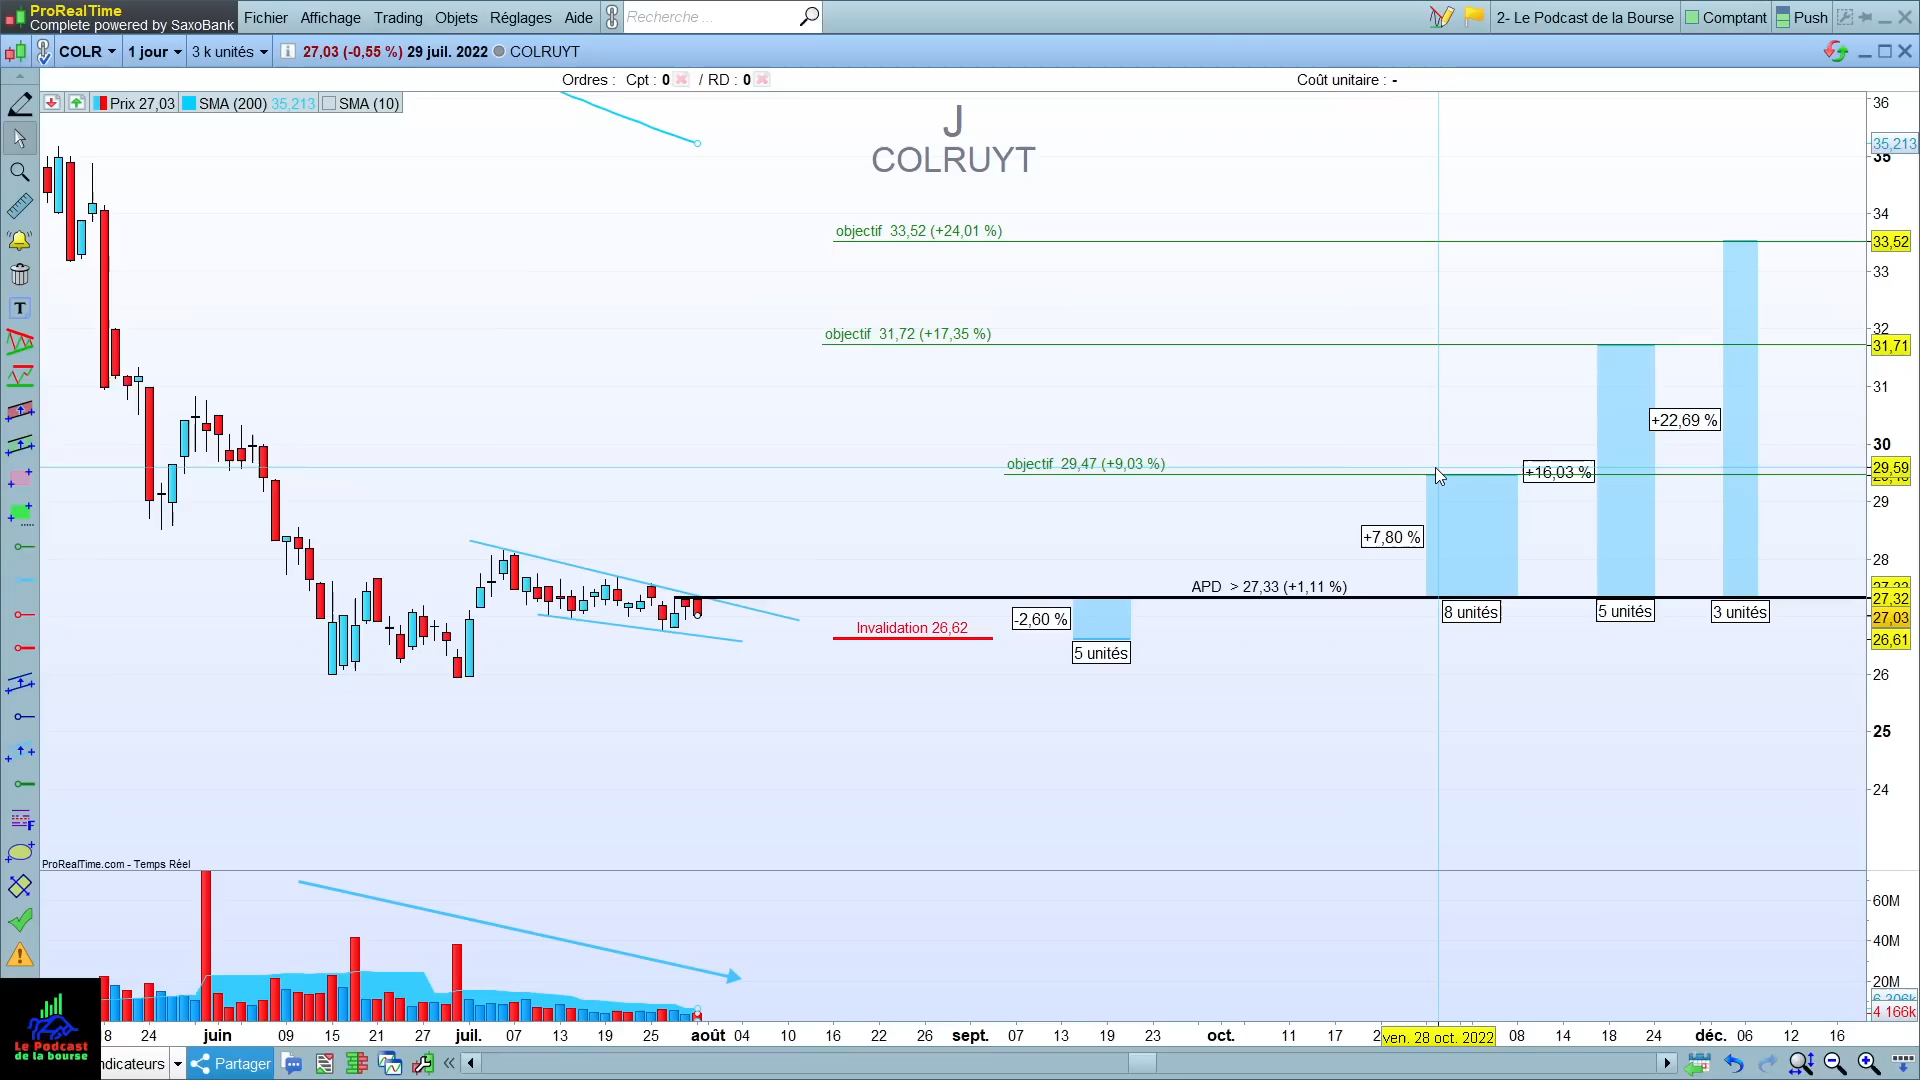 ProRealTime
Complete powered by SaxoBank
Fichier Affichage Trading Objets Réglages Aide
Recherche ...
2- Le Podcast de la Bourse Comptant Push
COLR 1 jour 3 k unités 27,03 (-0,55 %) 29 juil. 2022 COLRUYT
Ordres : Cpt : 0 / RD : 0
Coût unitaire : -
Prix 27,03 SMA (200) 35,213 SMA (10)
J
COLRUYT
objectif 33,52 (+24,01 %)
objectif 31,72 (+17,35 %)
+22,69 %
objectif 29,47 (+9,03 %)
+16,03 %
+7,80 %
APD > 27,33 (+1,11 %)
Invalidation 26,62
-2,60 %
5 unités
8 unités
5 unités
3 unités
36
35,213
35
34
33,52
33
32
31,71
31
30
29,59
29
28
27,32
27,03
26,61
26
25
24
ProRealTime.com - Temps Réel
60M
40M
20M
4 166k
8 24 juin 09 15 21 27 juil. 07 13 19 25 août 04 10 16 22 sept. 07 13 19 23 oct. 11 17 2 ven. 28 oct. 2022 08 14 18 24 déc. 06 12 16
Le Podcast
de la bourse
ndicateurs Partager